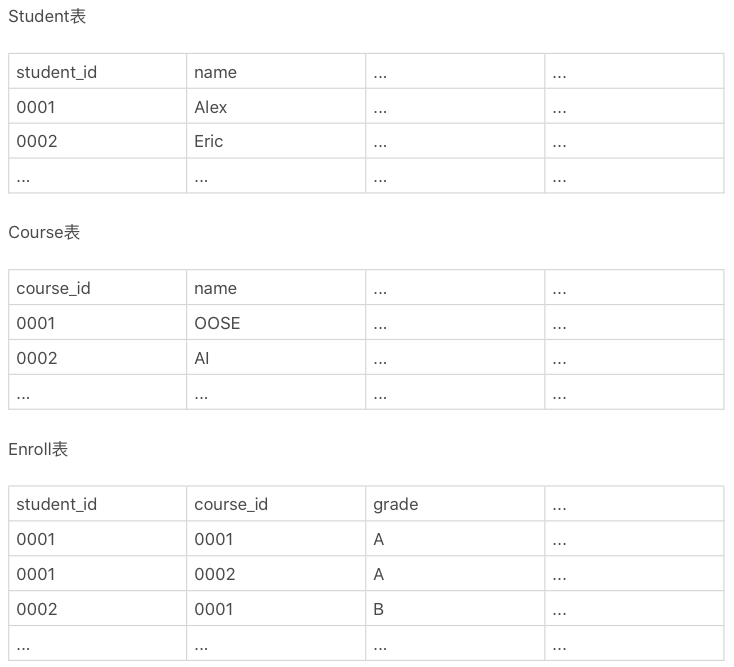 Student表
student_id name ... ...
0001 Alex ... ...
0002 Eric ... ...
... ... ... ...
Course表
course_id name ... ...
0001 OOSE ... ...
0002 AI ... ...
... ... ... ...
Enroll表
student_id course_id grade ...
0001 0001 A ...
0001 0002 A ...
0002 0001 B ...
... ... ... ...